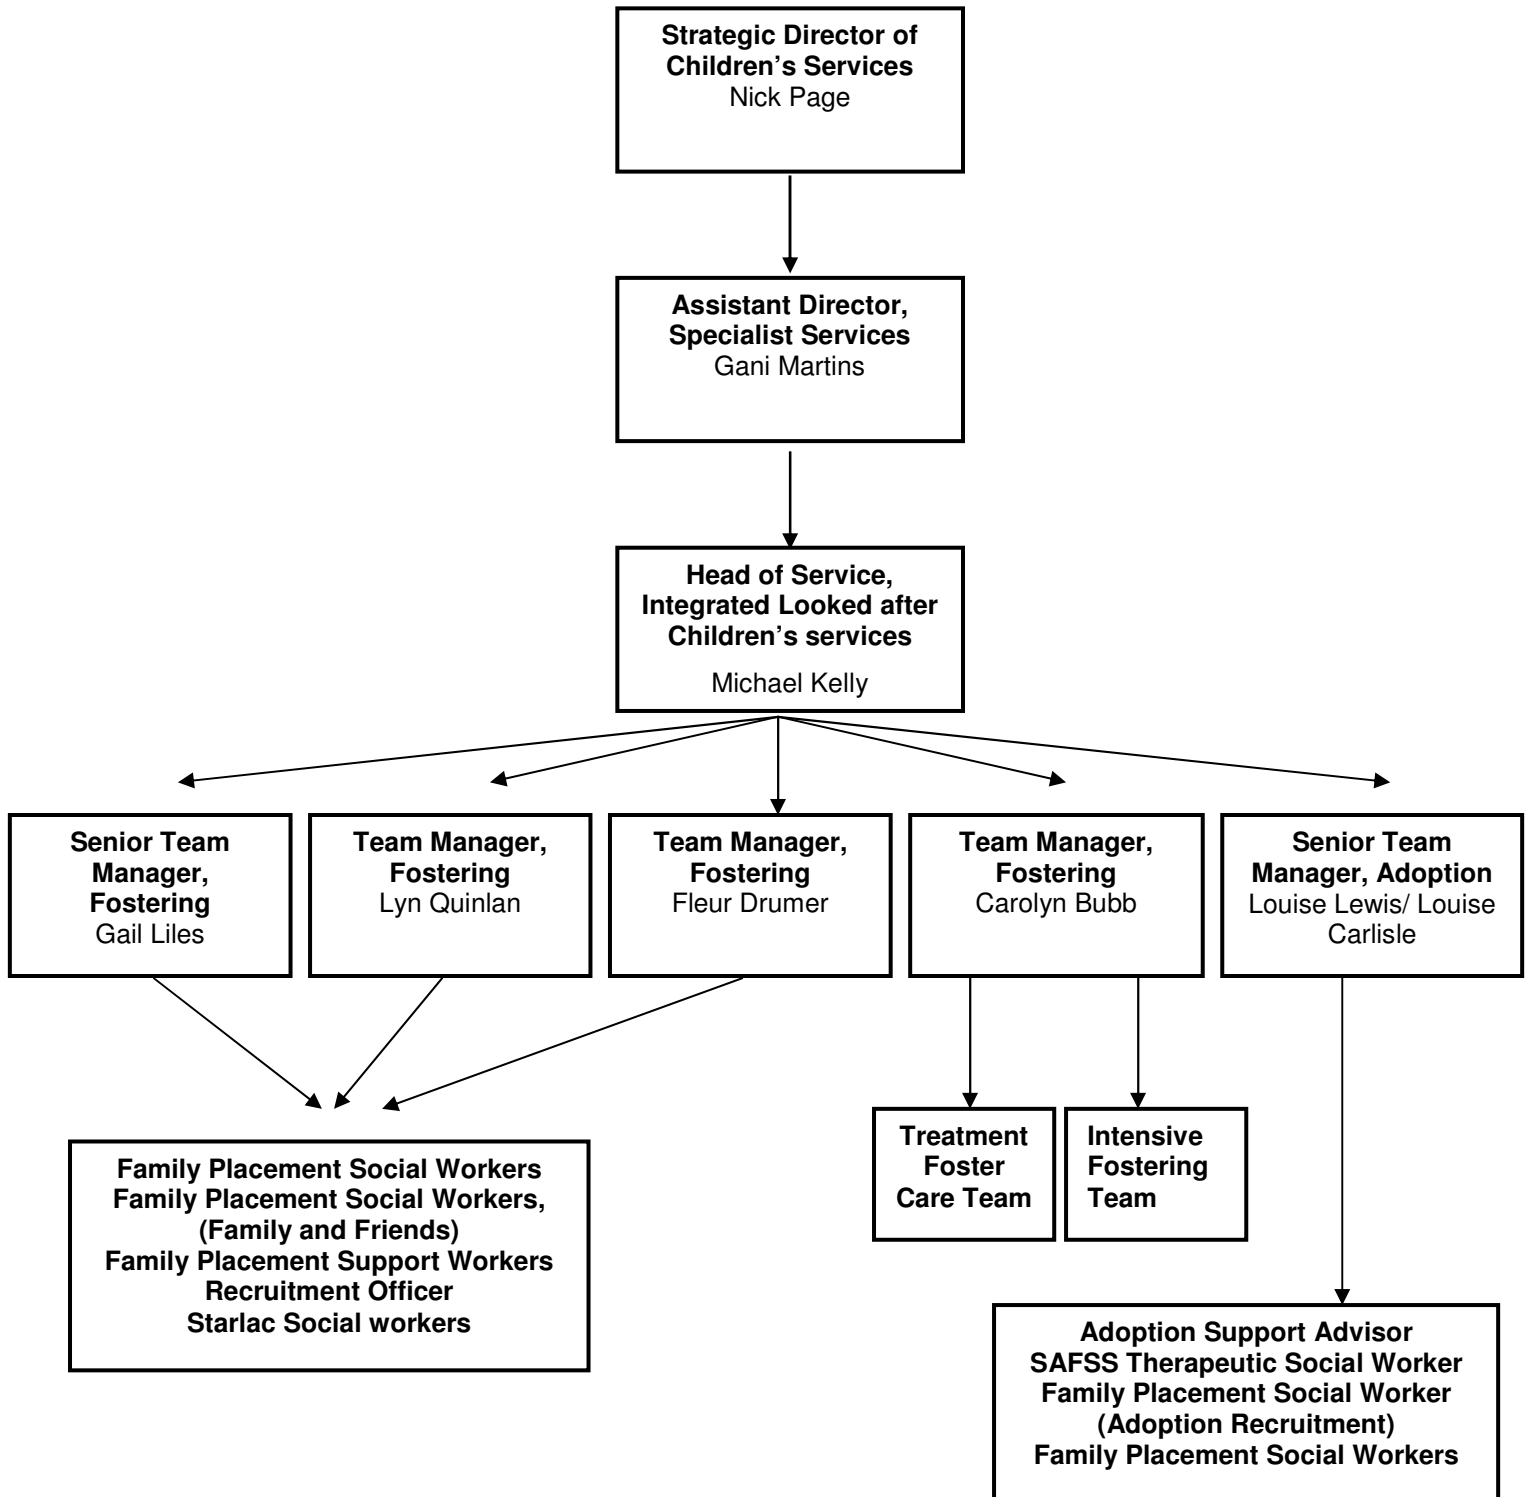 Strategic Director of
Children’s Services
Nick Page
Assistant Director,
Specialist Services
Gani Martins
Head of Service,
Integrated Looked after
Children’s services
Michael Kelly
Senior Team
Manager,
Fostering
Gail Liles
Team Manager,
Fostering
Lyn Quinlan
Team Manager,
Fostering
Fleur Drumer
Team Manager,
Fostering
Carolyn Bubb
Senior Team
Manager, Adoption
Louise Lewis/ Louise
Carlisle
Family Placement Social Workers
Family Placement Social Workers,
(Family and Friends)
Family Placement Support Workers
Recruitment Officer
Starlac Social workers
Treatment
Foster
Care Team
Intensive
Fostering
Team
Adoption Support Advisor
SAFSS Therapeutic Social Worker
Family Placement Social Worker
(Adoption Recruitment)
Family Placement Social Workers